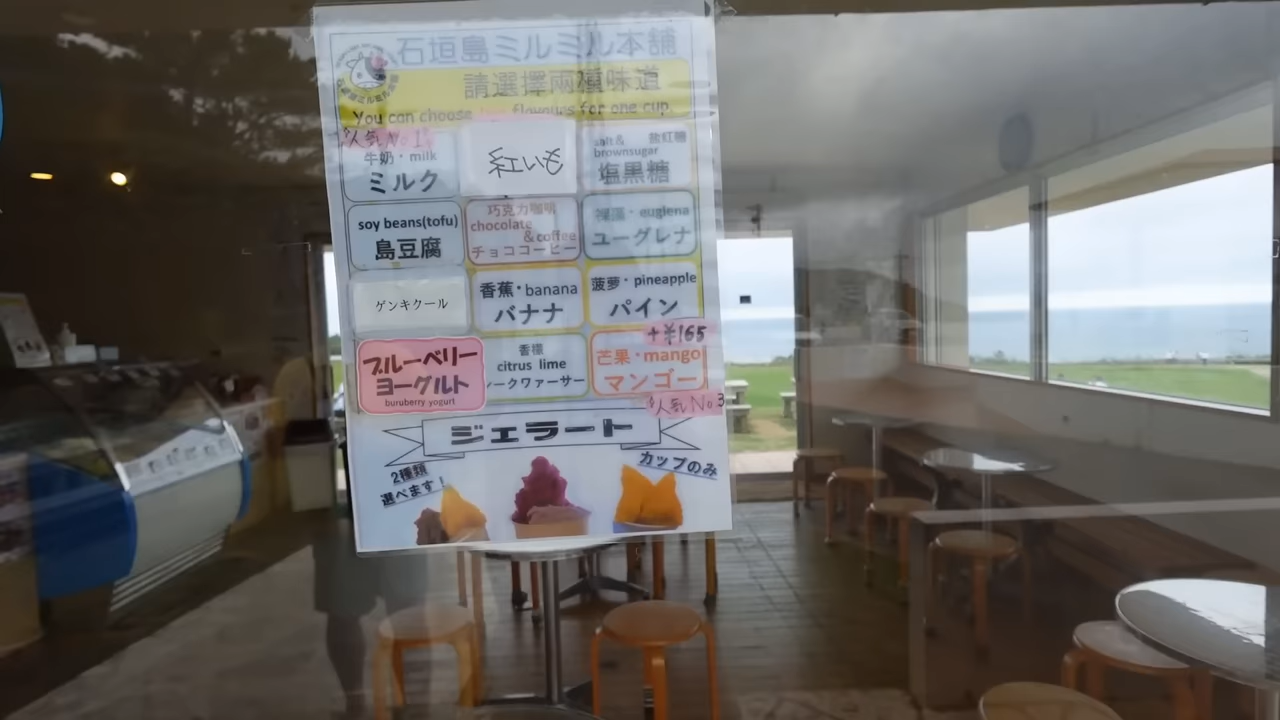 石垣島ミルミル本舗
請選擇兩種味道
You can choose flavours for one cup
人気No.1
牛奶・milk
ミルク
紅いも
salt& 鹽紅糖
brownsugar
塩黒糖
soy beans(tofu)
島豆腐
巧克力咖啡
chocolate
&coffee
チョココーヒー
裸藻・euglena
ユーグレナ
ゲンキクール
香蕉・banana
バナナ
菠萝・pineapple
パイン
ブルーベリー
ヨーグルト
buruberry yogurt
香檬
citrus lime
ークワァーサー
+¥165
芒果・mango
マンゴー
人気No3
ジェラート
2種類
選べます!
カップのみ